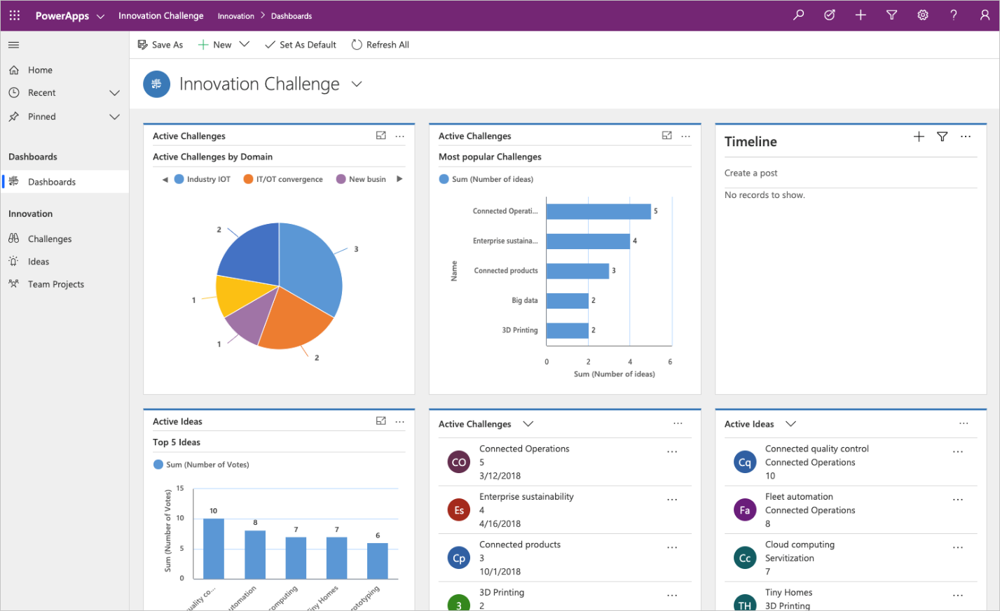 PowerApps Innovation Challenge Innovation Dashboards
Save As New Set As Default Refresh All
Home
Recent
Pinned
Dashboards
Dashboards
Innovation
Challenges
Ideas
Team Projects
Innovation Challenge
Active Challenges
Active Challenges by Domain
Industry IOT IT/OT convergence New busin
2
3
1
1
2
Active Challenges
Most popular Challenges
Sum (Number of ideas)
Name
Connected Operati... 5
Enterprise sustaina... 4
Connected products 3
Big data 2
3D Printing 2
0 2 4 6
Sum (Number of ideas)
Timeline
Create a post
No records to show.
Active Ideas
Top 5 Ideas
Sum (Number of Votes)
Sum (Number of Votes)
15
10
5
0
10 8 7 7 6
uality co... utomation omputing iny Homes rototyping
Active Challenges
CO
Connected Operations
5
3/12/2018
Es
Enterprise sustainability
4
4/16/2018
Cp
Connected products
3
10/1/2018
3
3D Printing
2
Active Ideas
Cq
Connected quality control
Connected Operations
10
Fa
Fleet automation
Connected Operations
8
Cc
Cloud computing
Servitization
7
TH
Tiny Homes
3D Printing